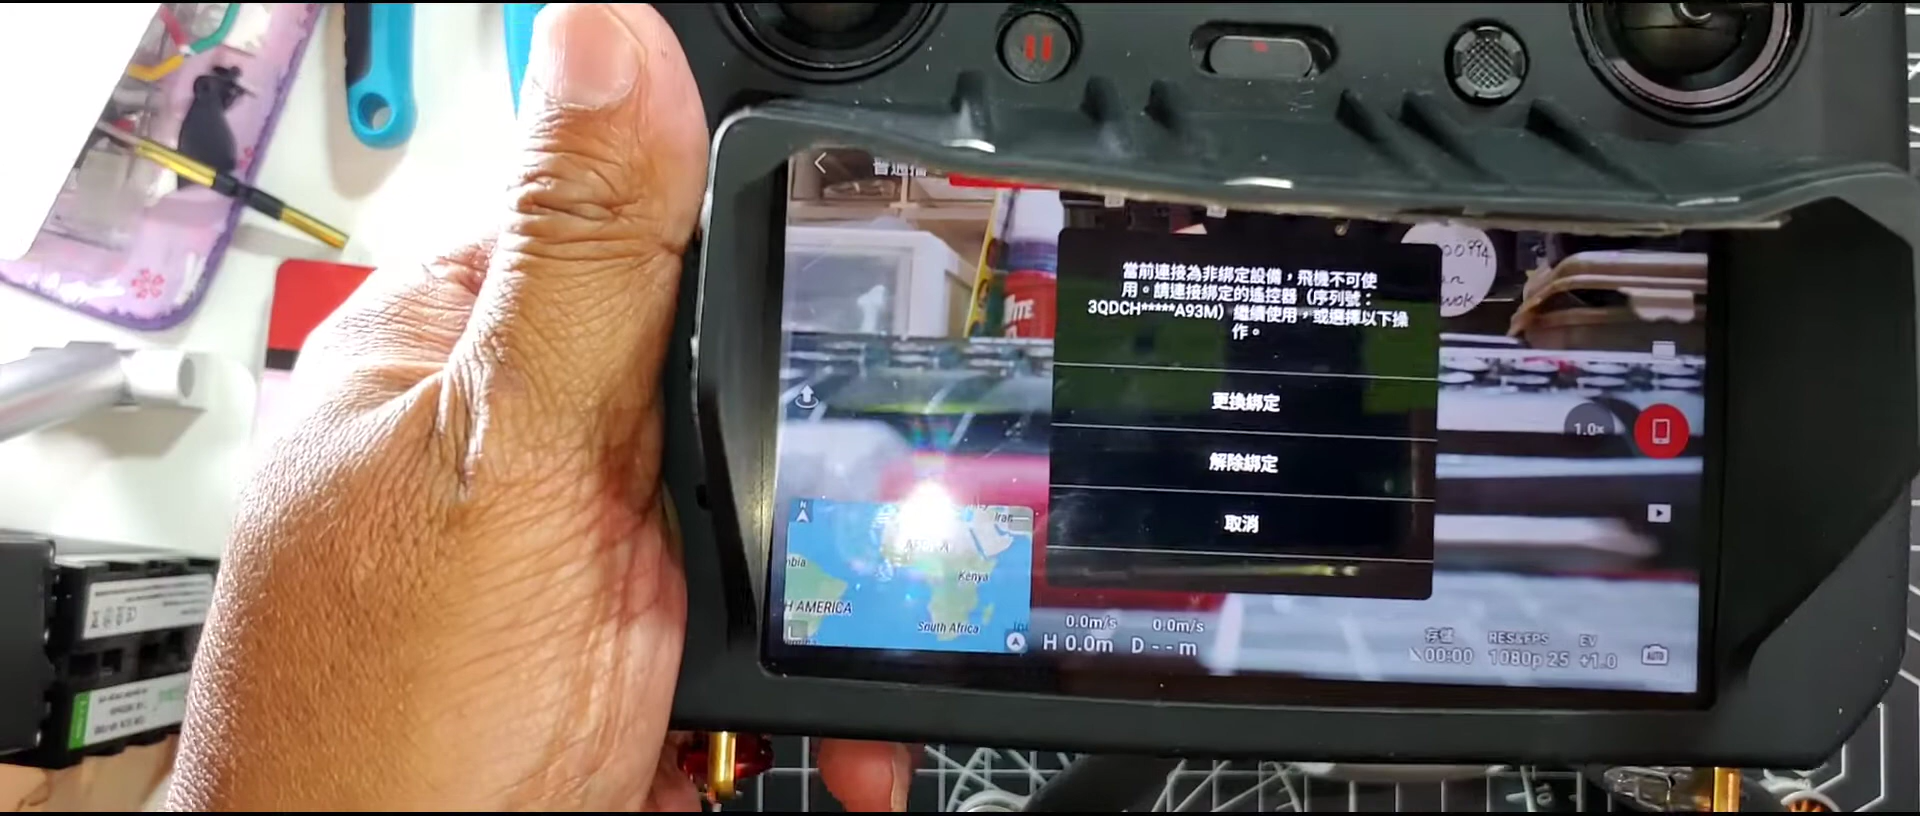 當前連接為非綁定設備，飛機不可使
用。請連接綁定的遙控器（序列號：
3QDCH*****A93M）繼續使用，或選擇以下操
作。
更換綁定
解除綁定
取消
1.0x
N
Iran
Kenya
H AMERICA
South Africa
0.0m/s 0.0m/s
H 0.0m D -- m
存儲 RES&FPS EV
00:00 1080p 25 +1.0
AUTO